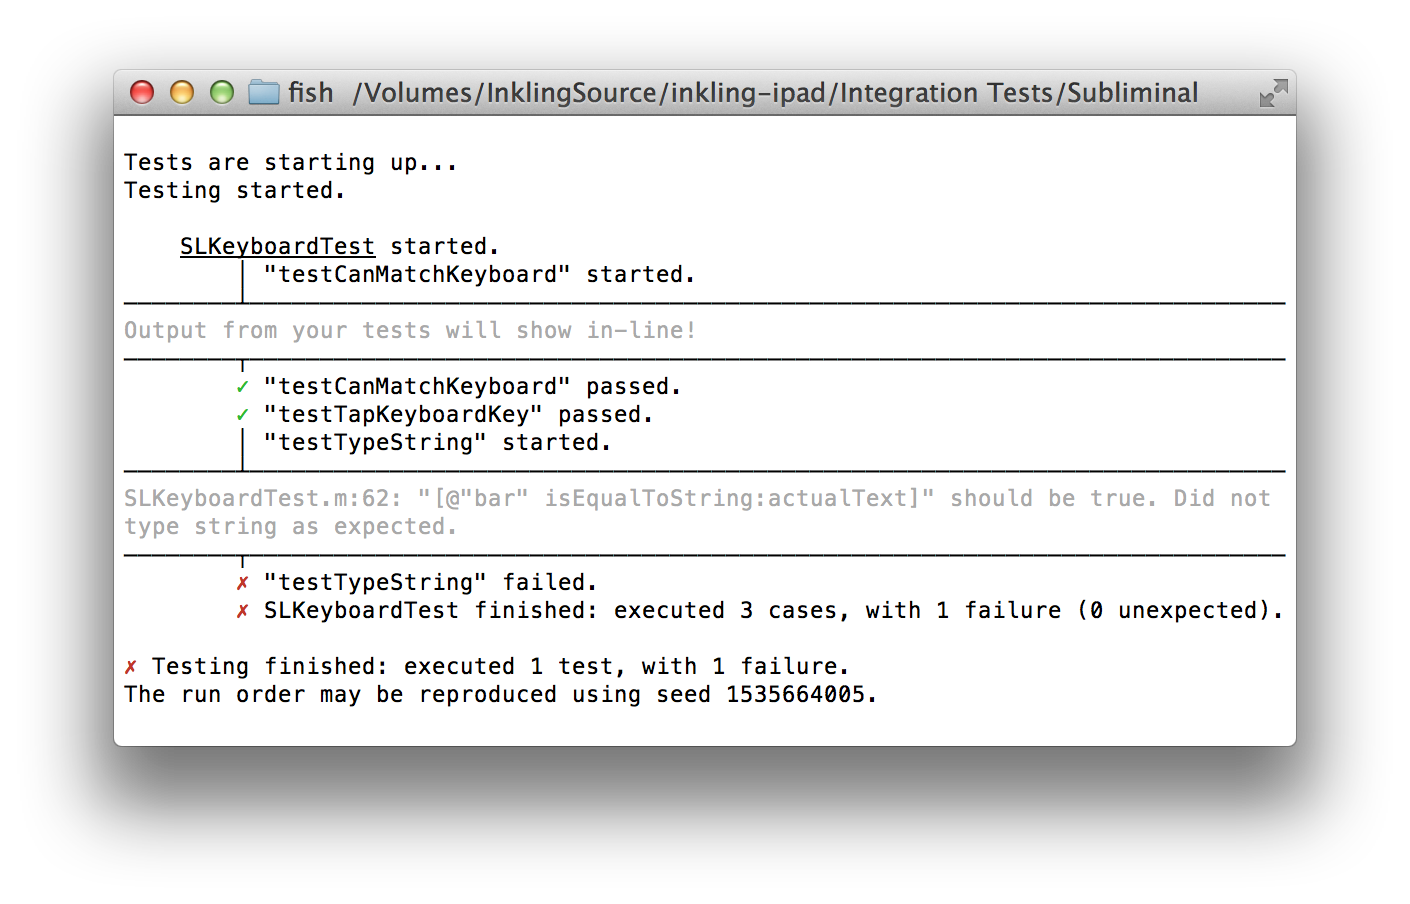 fish /Volumes/InklingSource/inkling-ipad/Integration Tests/Subliminal
Tests are starting up...
Testing started.
SLKeyboardTest started.
"testCanMatchKeyboard" started.
Output from your tests will show in-line!
✓ "testCanMatchKeyboard" passed.
✓ "testTapKeyboardKey" passed.
"testTypeString" started.
SLKeyboardTest.m:62: "[@"bar" isEqualToString:actualText]" should be true. Did not
type string as expected.
✗ "testTypeString" failed.
✗ SLKeyboardTest finished: executed 3 cases, with 1 failure (0 unexpected).
✗ Testing finished: executed 1 test, with 1 failure.
The run order may be reproduced using seed 1535664005.